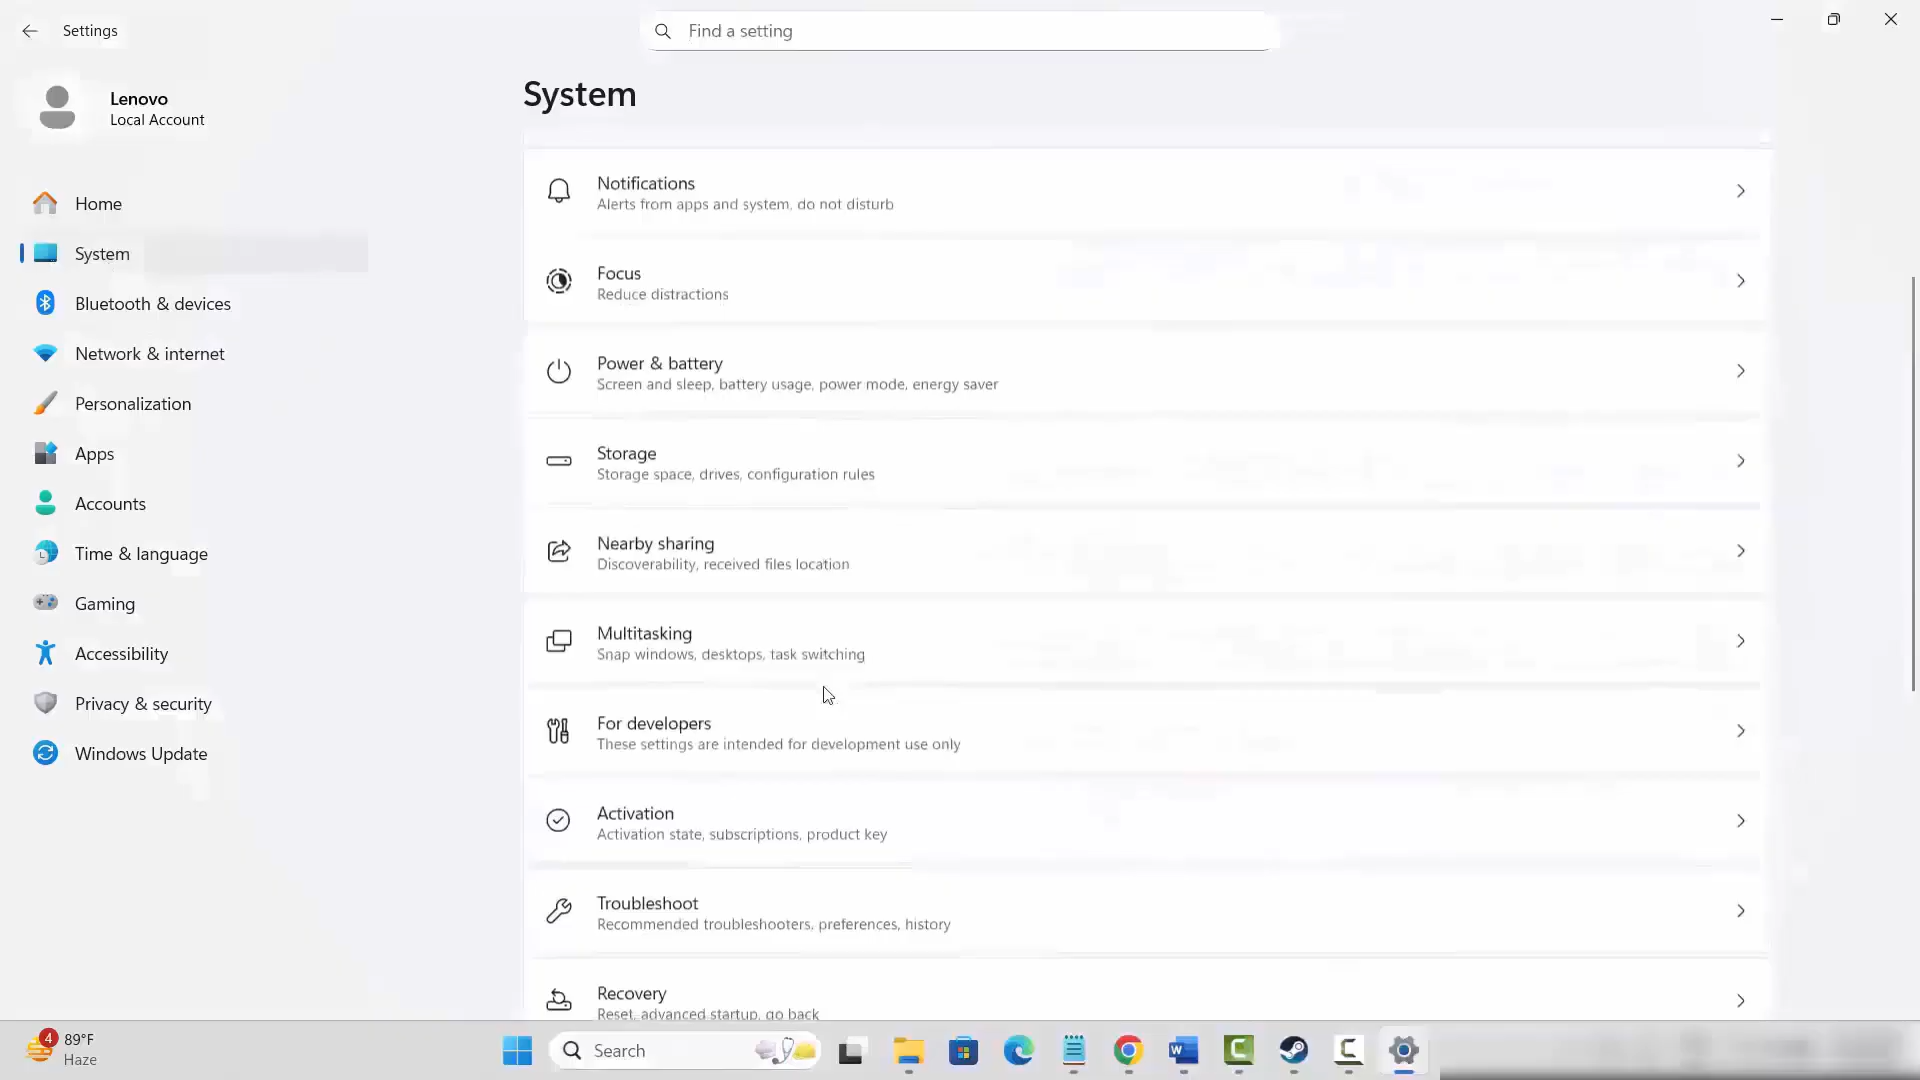 Settings
Find a setting
Lenovo
Local Account
Home
System
Bluetooth & devices
Network & internet
Personalization
Apps
Accounts
Time & language
Gaming
Accessibility
Privacy & security
Windows Update
System
Notifications
Alerts from apps and system, do not disturb
Focus
Reduce distractions
Power & battery
Screen and sleep, battery usage, power mode, energy saver
Storage
Storage space, drives, configuration rules
Nearby sharing
Discoverability, received files location
Multitasking
Snap windows, desktops, task switching
For developers
These settings are intended for development use only
Activation
Activation state, subscriptions, product key
Troubleshoot
Recommended troubleshooters, preferences, history
Recovery
Reset, advanced startup, go back
4
89°F
Haze
Search